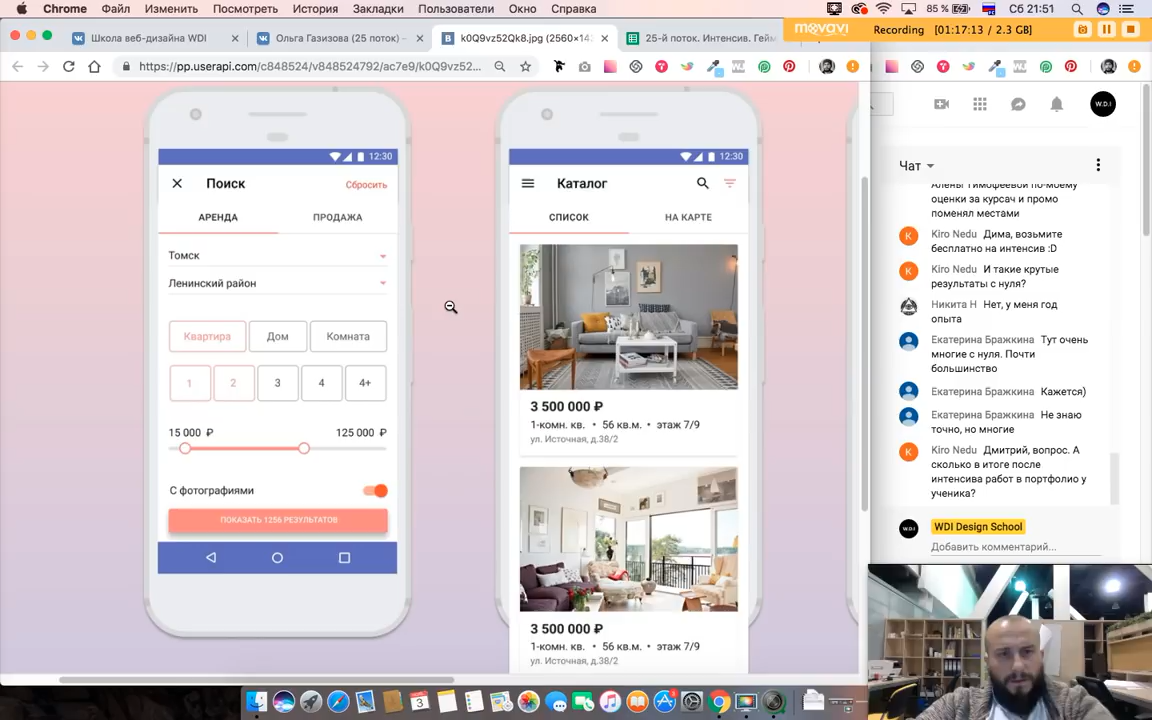 Chrome Файл Изменить Посмотреть История Закладки Пользователи Окно Справка
85 % Сб 21:51
Школа веб-дизайна WDI
Ольга Газизова (25 поток) -
k0Q9vz52Qk8.jpg (2560×14
25-й поток. Интенсив. Гейм
movavi
Recording [01:17:13 / 2.3 GB]
https://pp.userapi.com/c848524/v848524792/ac7e9/k0Q9vz52...
W.D.I
12:30
Поиск
Сбросить
АРЕНДА
ПРОДАЖА
Томск
Ленинский район
Квартира
Дом
Комната
1
2
3
4
4+
15 000 ₽
125 000 ₽
С фотографиями
ПОКАЗАТЬ 1256 РЕЗУЛЬТАТОВ
12:30
Каталог
СПИСОК
НА КАРТЕ
3 500 000 ₽
1-комн. кв. • 56 кв.м. • этаж 7/9
ул. Источная, д.38/2
3 500 000 ₽
1-комн. кв. • 56 кв.м. • этаж 7/9
ул. Источная, д.38/2
Чат
Алены Тимофеевой по-моему
оценки за курсач и промо
поменял местами
K
Kiro Nedu Дима, возьмите
бесплатно на интенсив :D
K
Kiro Nedu И такие крутые
результаты с нуля?
Никита Н Нет, у меня год
опыта
Екатерина Бражкина Тут очень
многие с нуля. Почти
большинство
Екатерина Бражкина Кажется)
Екатерина Бражкина Не знаю
точно, но многие
K
Kiro Nedu Дмитрий, вопрос. А
сколько в итоге после
интенсива работ в портфолио у
ученика?
W.D.I
WDI Design School
Добавить комментарий...
3